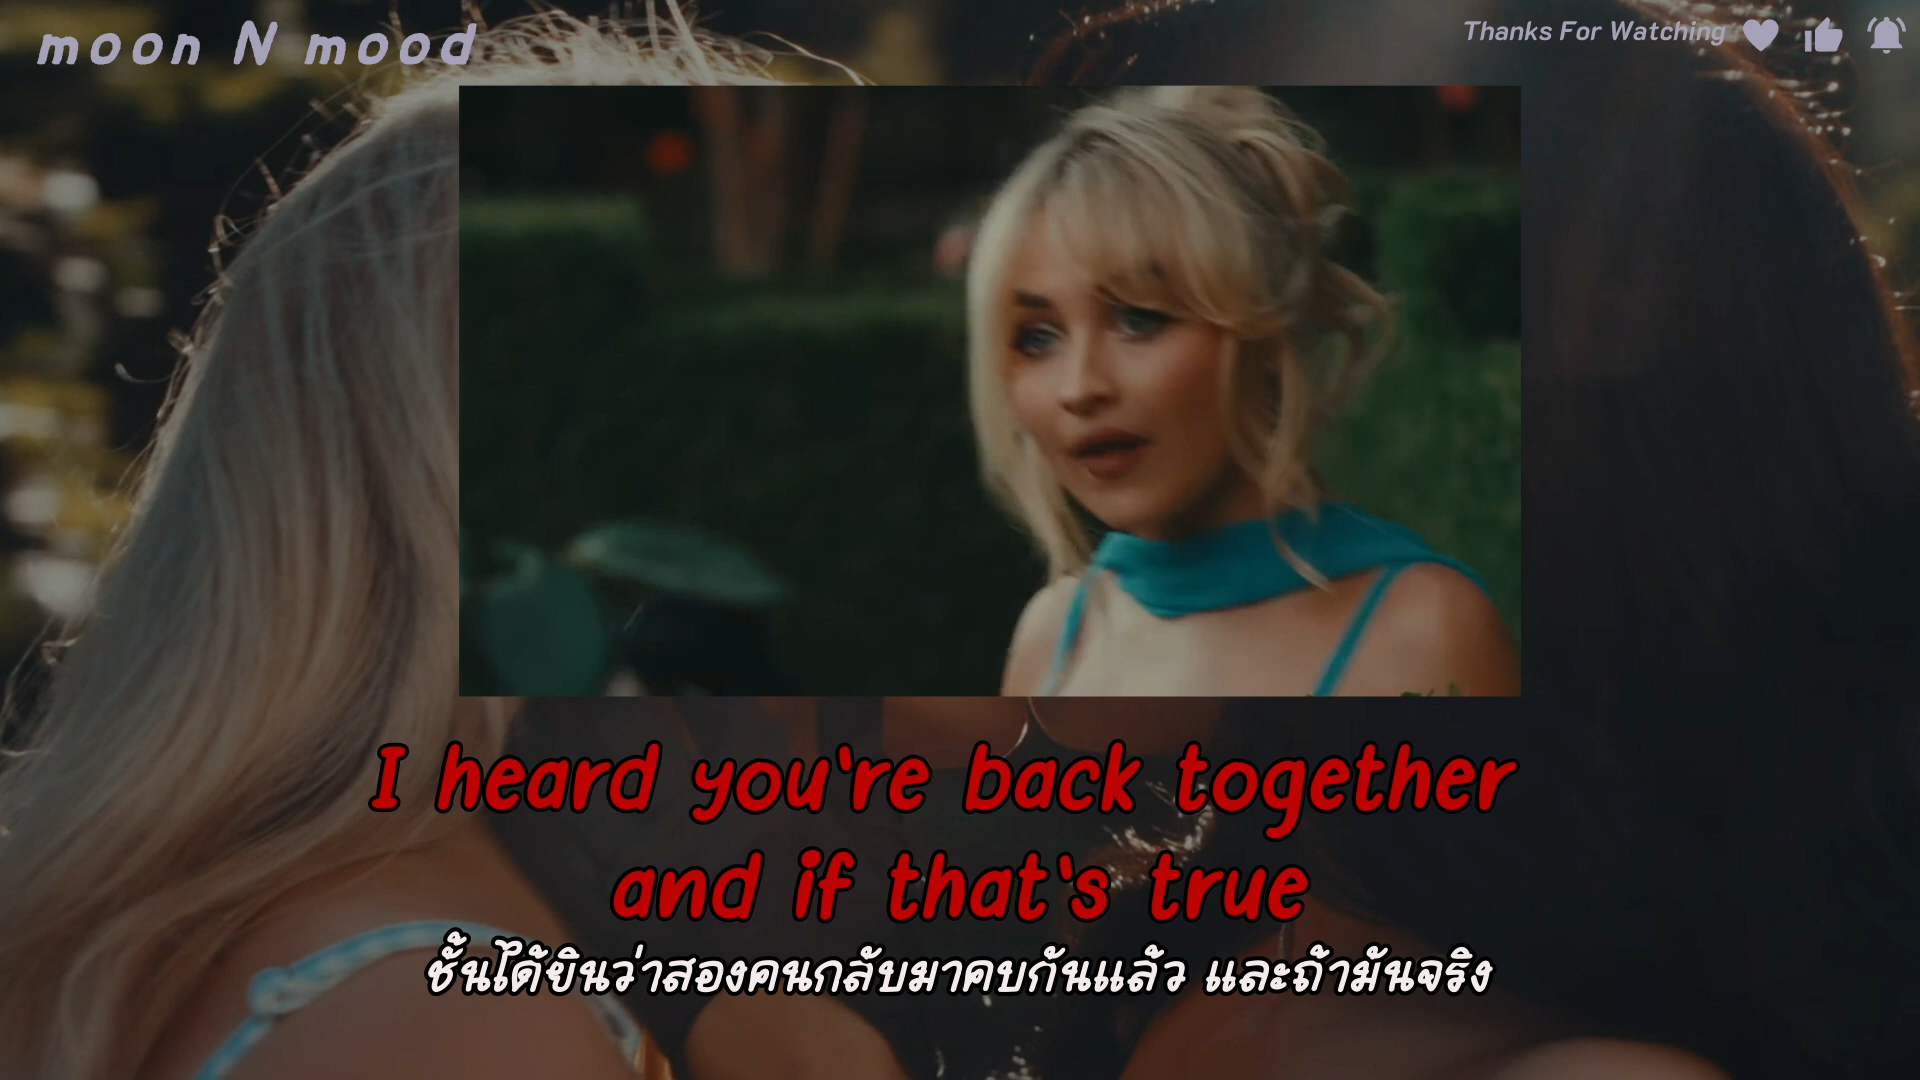 moon N mood
Thanks For Watching
I heard you're back together
and if that's true
ชั้นได้ยินว่าสองคนกลับมาคบกันแล้ว และถ้ามันจริง